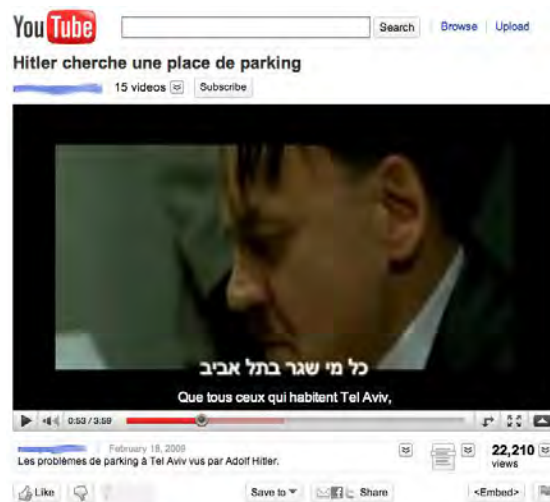 YouTube
Search Browse Upload
Hitler cherche une place de parking
15 videos Subscribe
כל מי שגר בתל אביב
Que tous ceux qui habitent Tel Aviv,
0:53 / 3:59
February 18, 2009
22,210
views
Les problèmes de parking à Tel Aviv vus par Adolf Hitler.
Like Save to Share <Embed>